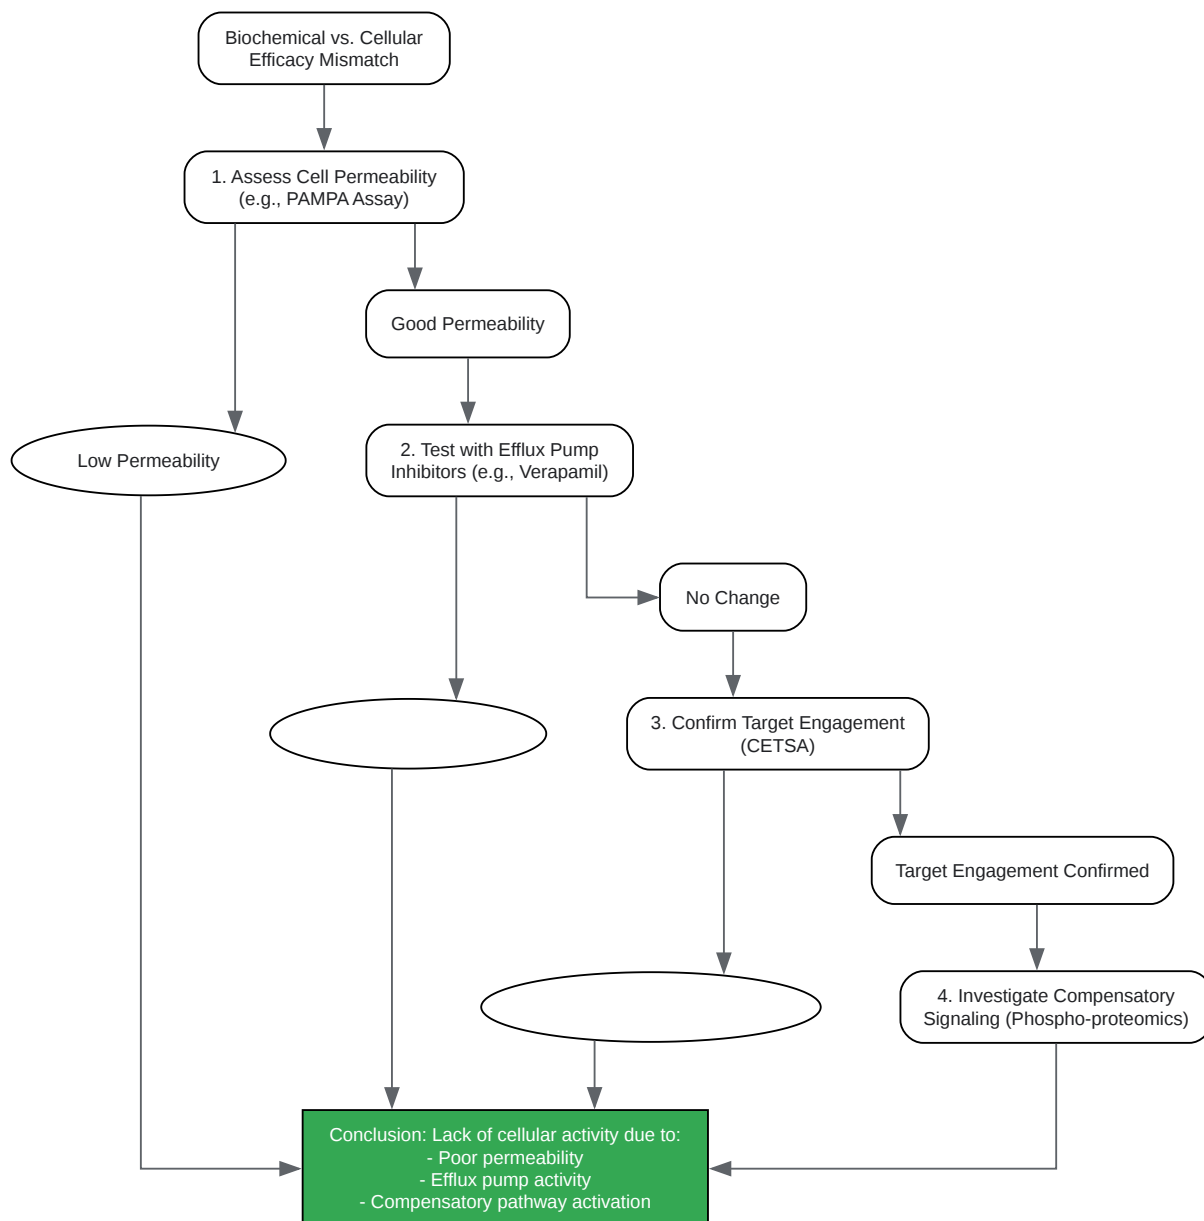 Biochemical vs. Cellular
Efficacy Mismatch
1. Assess Cell Permeability
(e.g., PAMPA Assay)
Good Permeability
Low Permeability
2. Test with Efflux Pump
Inhibitors (e.g., Verapamil)
No Change
3. Confirm Target Engagement
(CETSA)
Target Engagement Confirmed
4. Investigate Compensatory
Signaling (Phospho-proteomics)
Conclusion: Lack of cellular activity due to:
- Poor permeability
- Efflux pump activity
- Compensatory pathway activation